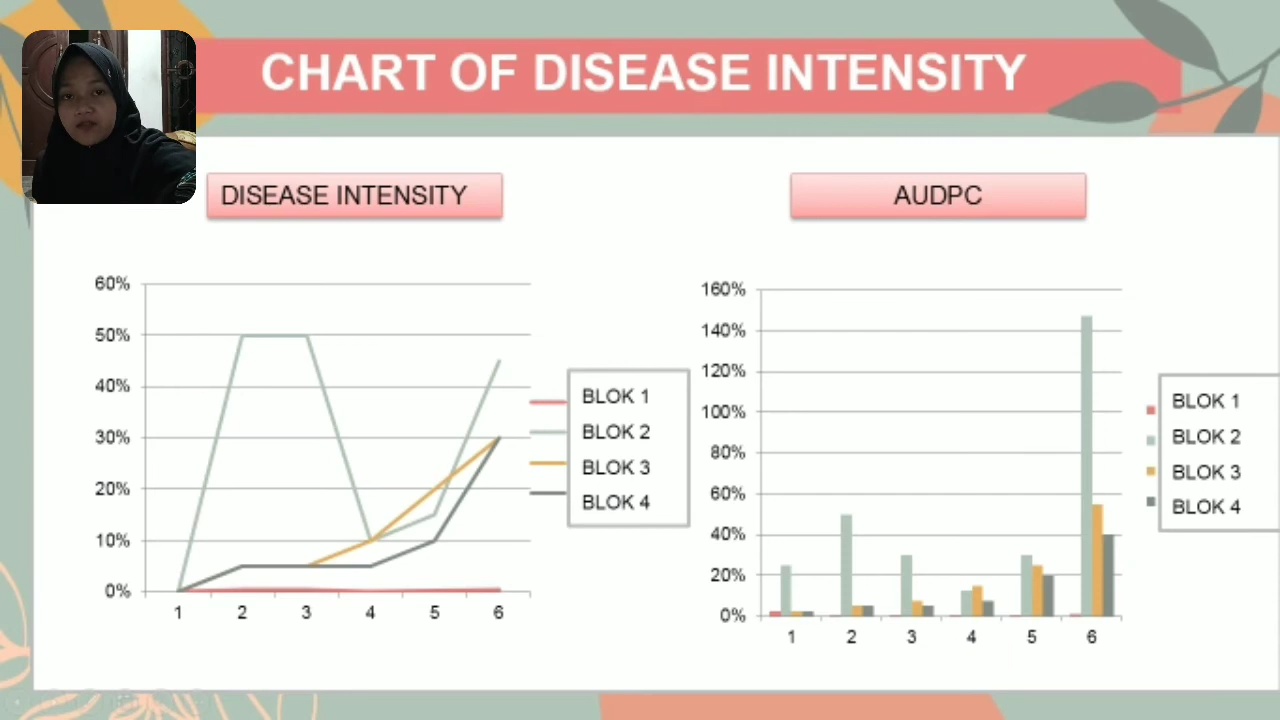 CHART OF DISEASE INTENSITY
DISEASE INTENSITY
60%
50%
40%
30%
20%
10%
0%
1 2 3 4 5 6
BLOK 1
BLOK 2
BLOK 3
BLOK 4
AUDPC
160%
140%
120%
100%
80%
60%
40%
20%
0%
1 2 3 4 5 6
BLOK 1
BLOK 2
BLOK 3
BLOK 4